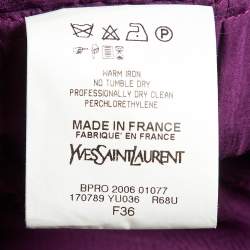 P
WARM IRON
NO TUMBLE DRY
PROFESSIONALLY DRY CLEAN
PERCHLORETHYLENE
MADE IN FRANCE
FABRIQUÉ EN FRANCE
YVESSAINTLAURENT
BPRO 2006 01077
170789 YU036 R68U
F36